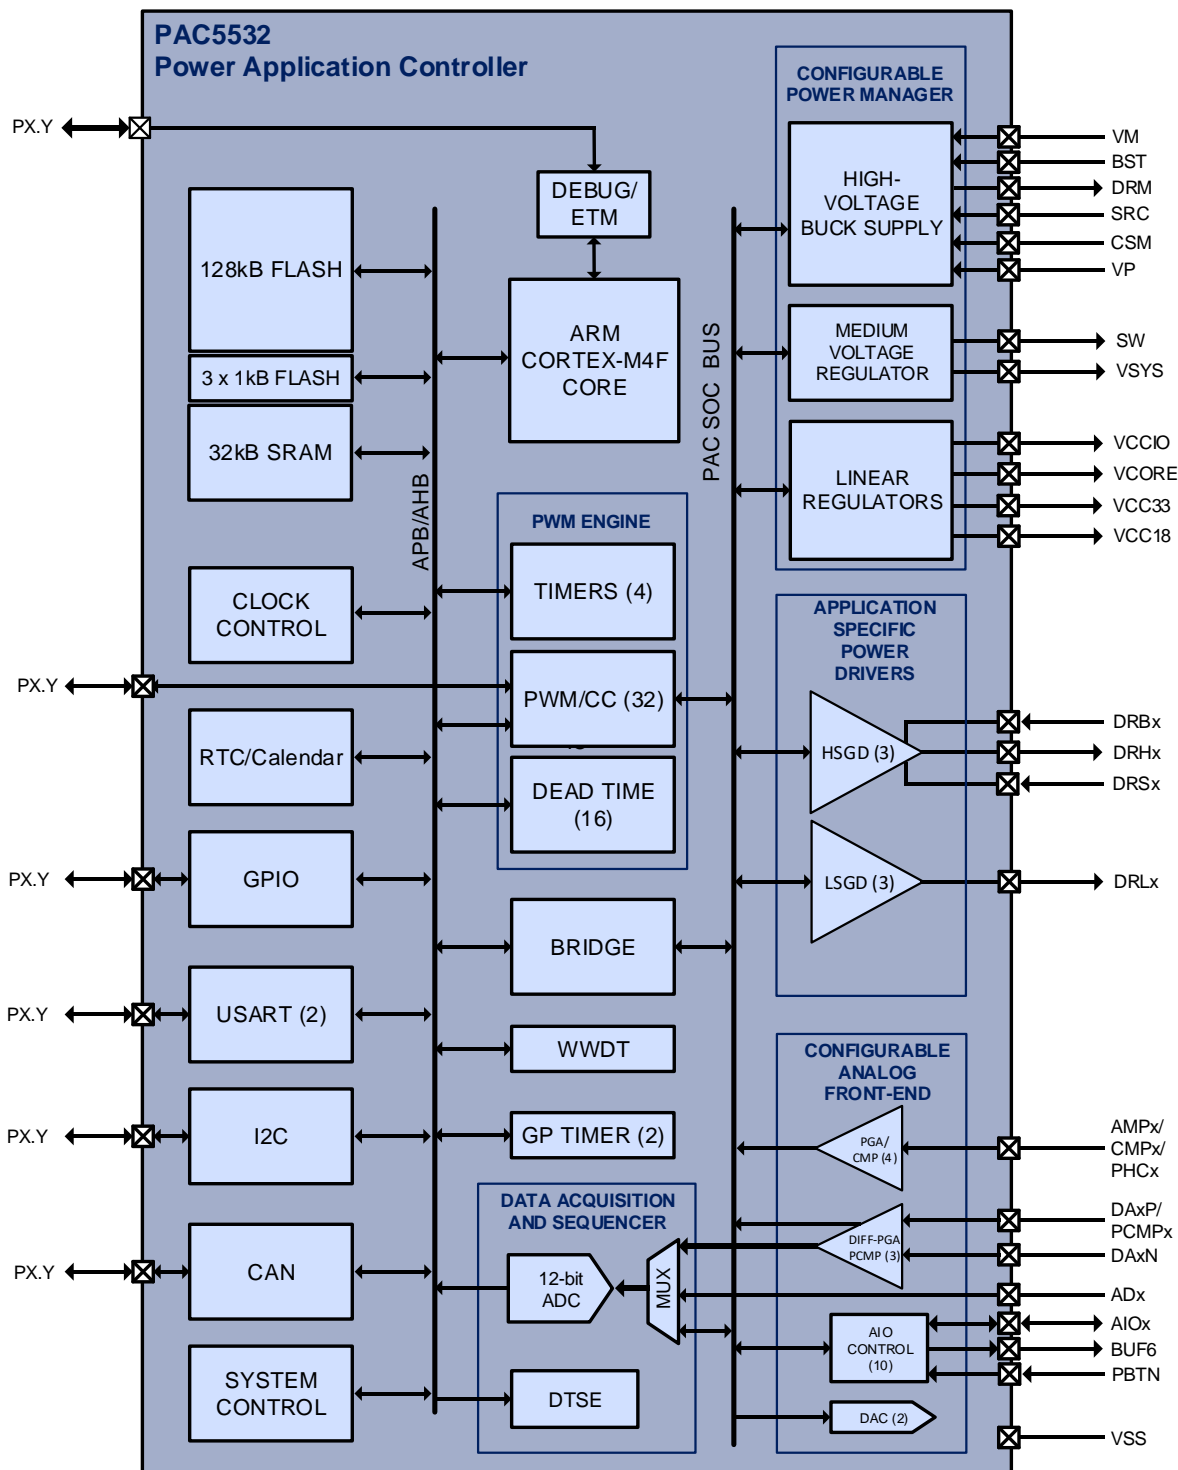 PAC5532
Power Application Controller
PX.Y
DEBUG/
ETM
128kB FLASH
3 x 1kB FLASH
32kB SRAM
ARM
CORTEX-M4F
CORE
APB/AHB
PAC SOC BUS
CLOCK
CONTROL
PX.Y
RTC/Calendar
PX.Y
GPIO
PX.Y
USART (2)
PX.Y
I2C
PX.Y
CAN
SYSTEM
CONTROL
PWM ENGINE
TIMERS (4)
PWM/CC (32)
DEAD TIME
(16)
BRIDGE
WWDT
GP TIMER (2)
DATA ACQUISITION
AND SEQUENCER
12-bit
ADC
MUX
DTSE
CONFIGURABLE
POWER MANAGER
HIGH-
VOLTAGE
BUCK SUPPLY
VM
BST
DRM
SRC
CSM
VP
MEDIUM
VOLTAGE
REGULATOR
SW
VSYS
LINEAR
REGULATORS
VCCIO
VCORE
VCC33
VCC18
APPLICATION
SPECIFIC
POWER
DRIVERS
HSGD (3)
DRBx
DRHx
DRSx
LSGD (3)
DRLx
CONFIGURABLE
ANALOG
FRONT-END
PGA/
CMP (4)
AMPx/
CMPx/
PHCx
DIFF-PGA
PCMP (3)
DAxP/
PCMPx
DAxN
ADx
AIO
CONTROL
(10)
AIOx
BUF6
PBTN
DAC (2)
VSS